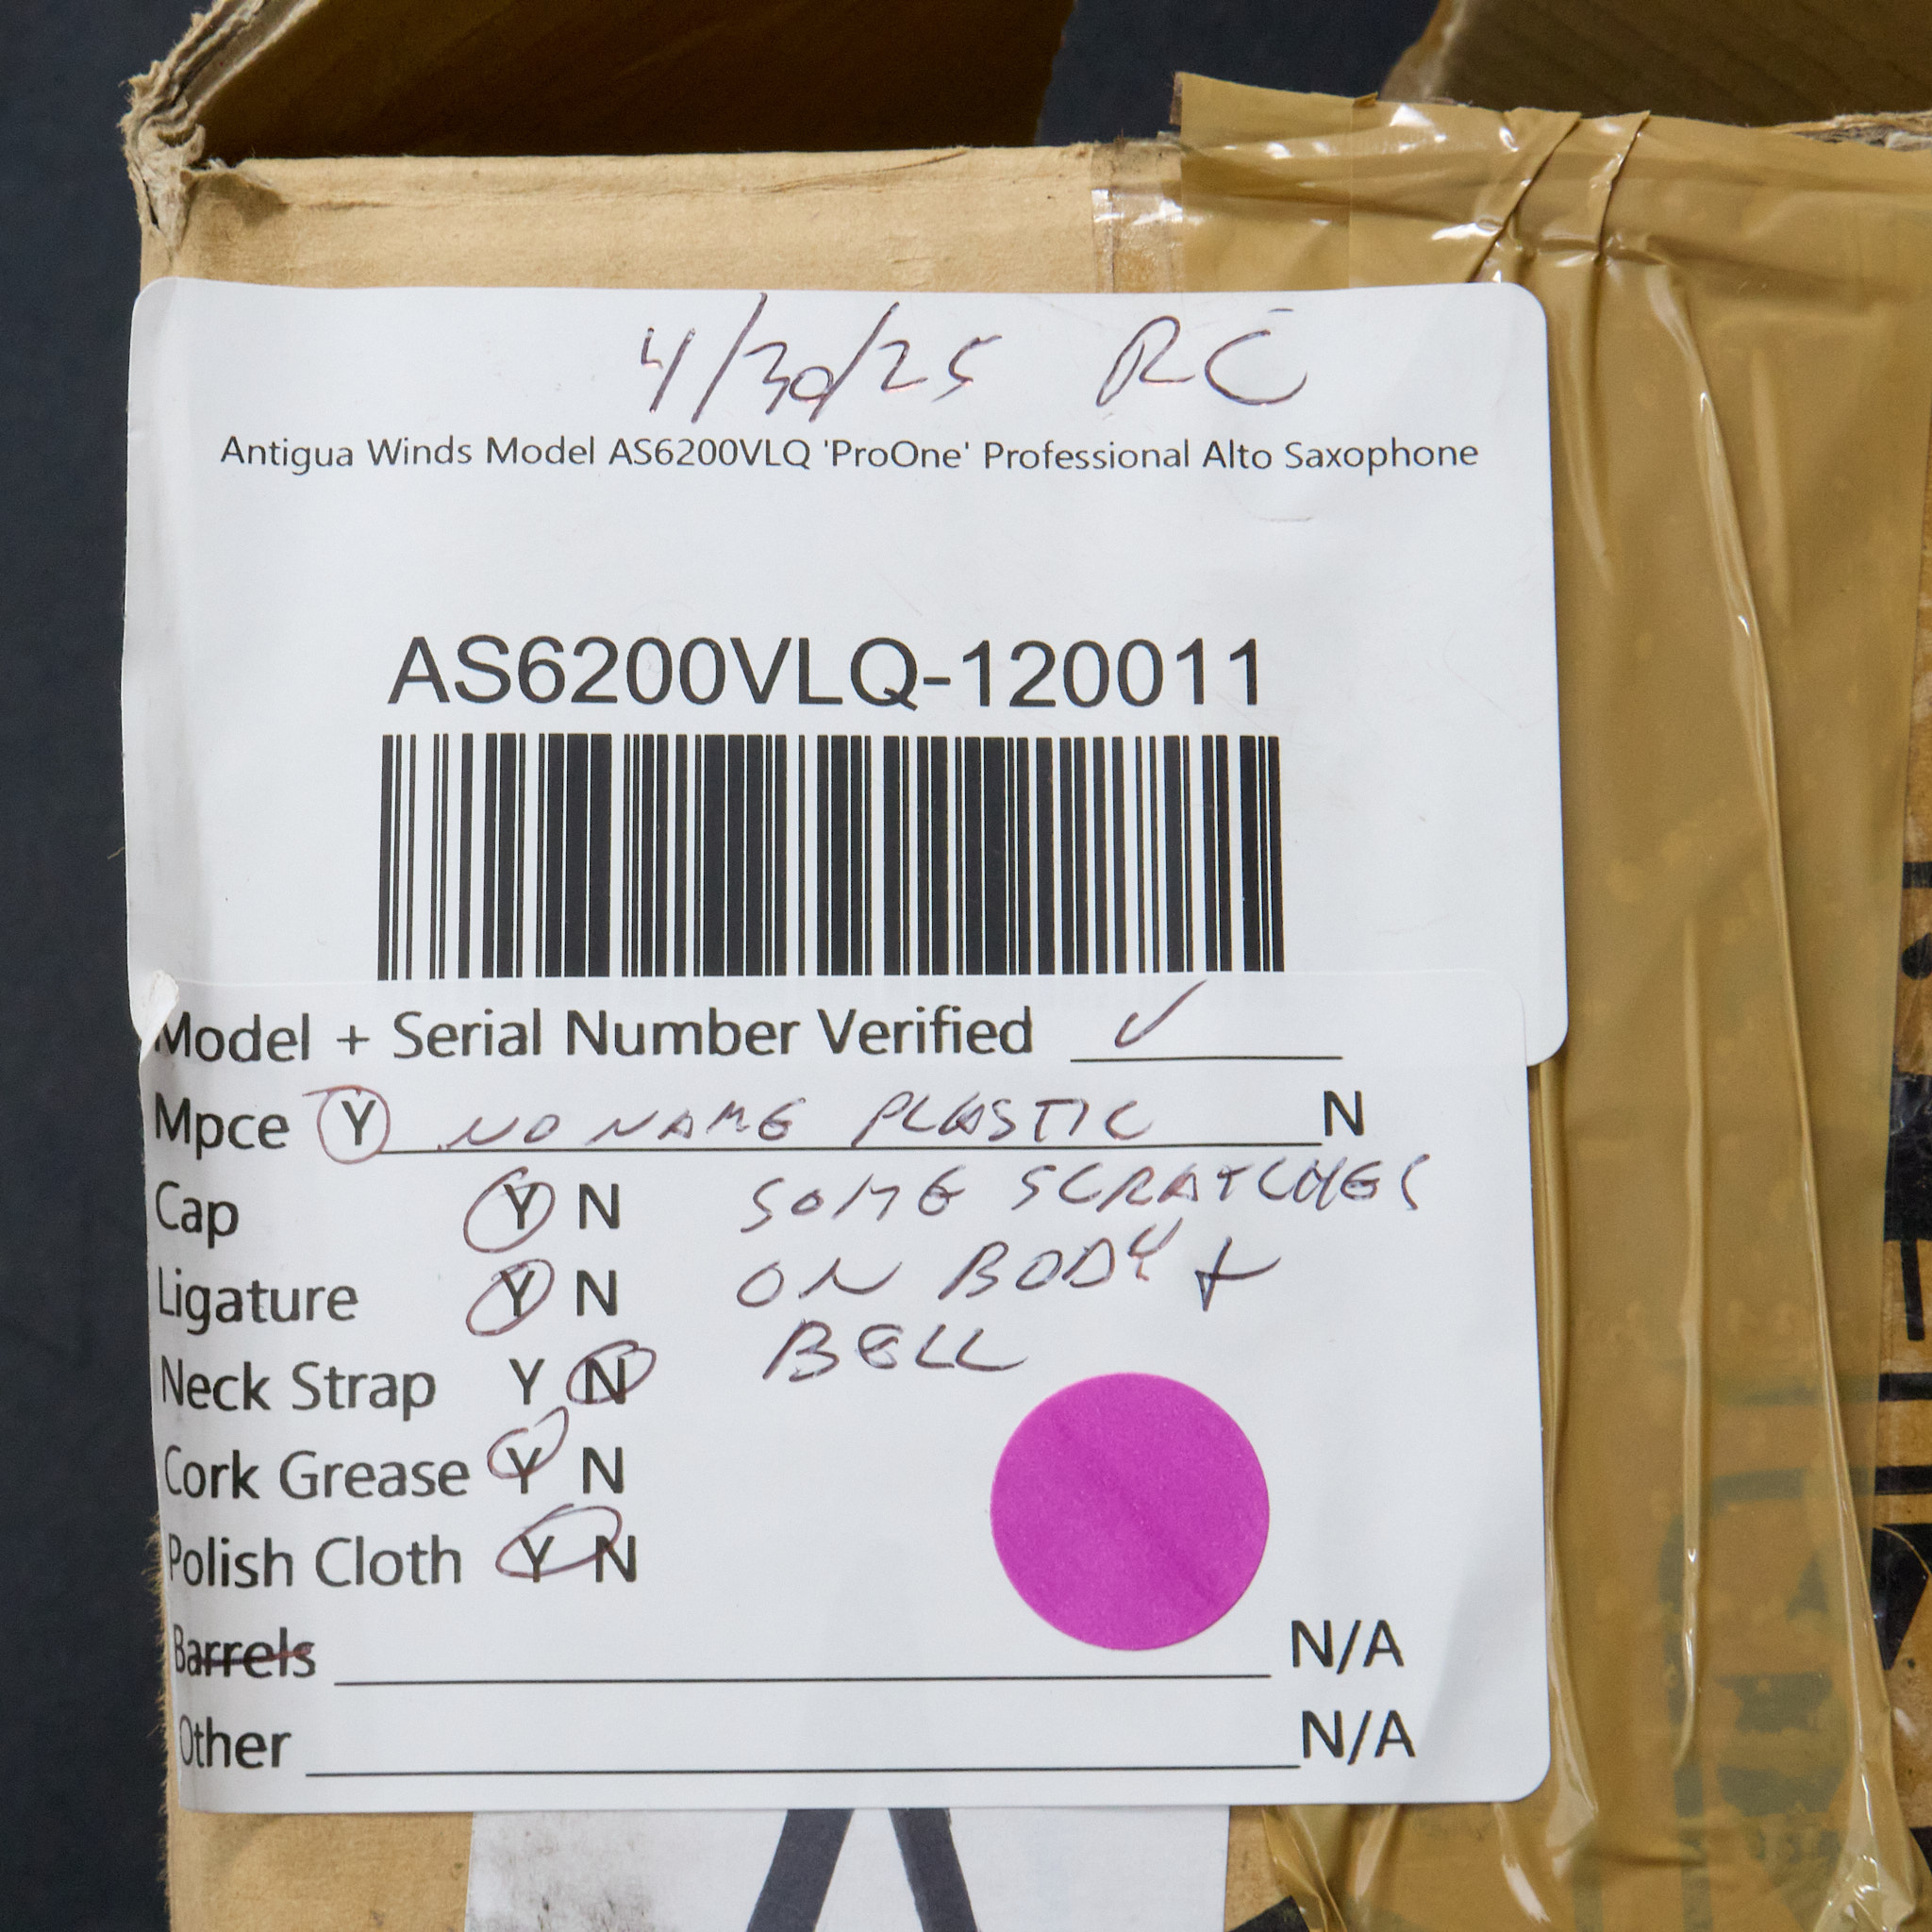 4/30/25 RC
Antigua Winds Model AS6200VLQ 'ProOne' Professional Alto Saxophone
AS6200VLQ-120011
Model + Serial Number Verified ✓
Mpce Y NO NAME PLASTIC N
Cap Y N SOME SCRATCHES
Ligature Y N ON BODY +
Neck Strap Y N BELL
Cork Grease Y N
Polish Cloth Y N
Barrels N/A
Other N/A